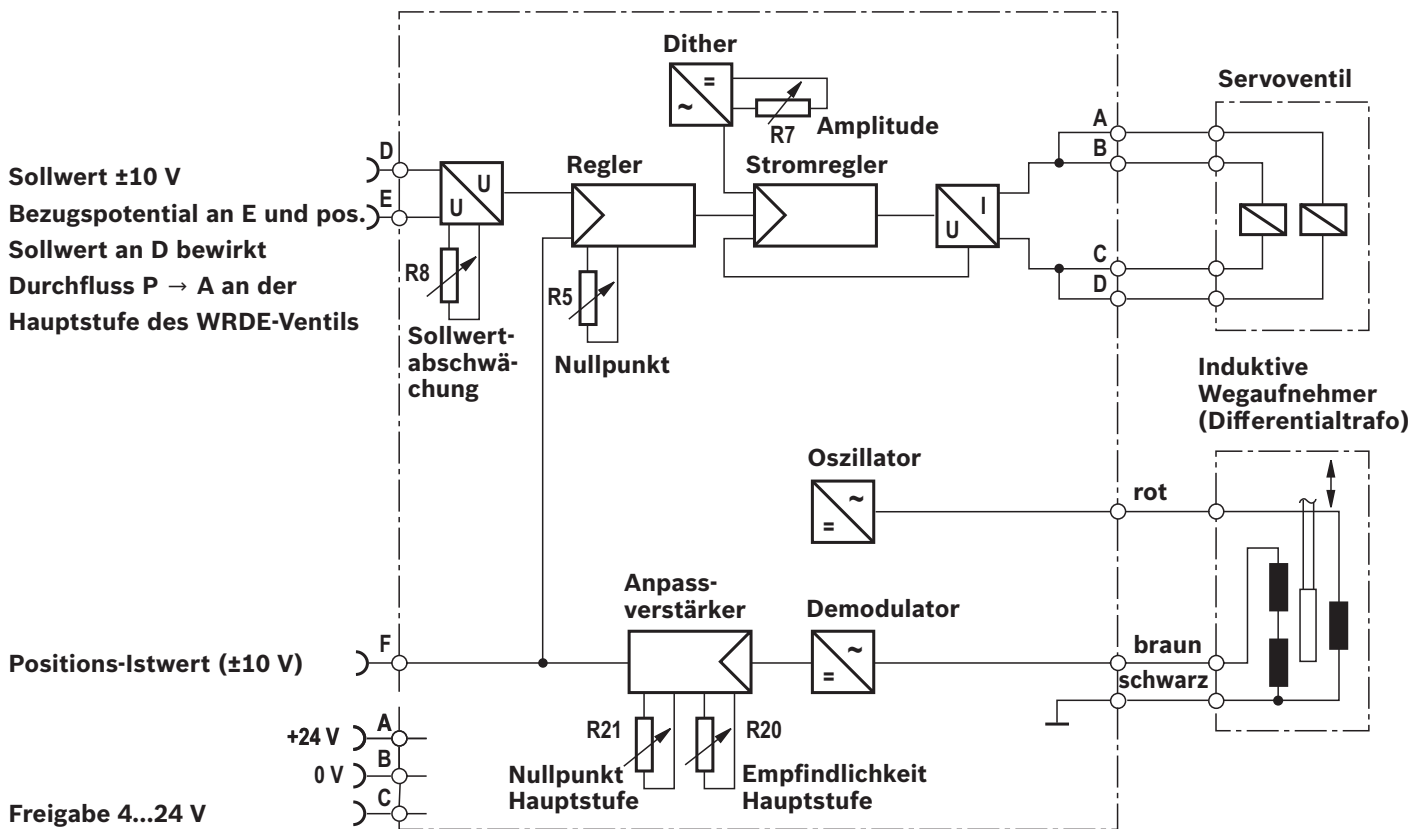 Dither
=
~
R7
Amplitude
Servoventil
A
B
C
D
Sollwert ±10 V
Bezugspotential an E und pos.
Sollwert an D bewirkt
Durchfluss P → A an der
Hauptstufe des WRDE-Ventils
D
E
U
U
R8
Sollwert-
abschwä-
chung
Regler
R5
Nullpunkt
Stromregler
I
U
Induktive
Wegaufnehmer
(Differentialtrafo)
Oszillator
~
=
rot
Anpass-
verstärker
Demodulator
~
=
braun
schwarz
Positions-Istwert (±10 V)
F
R21
R20
Nullpunkt
Hauptstufe
Empfindlichkeit
Hauptstufe
+24 V
A
0 V
B
Freigabe 4...24 V
C